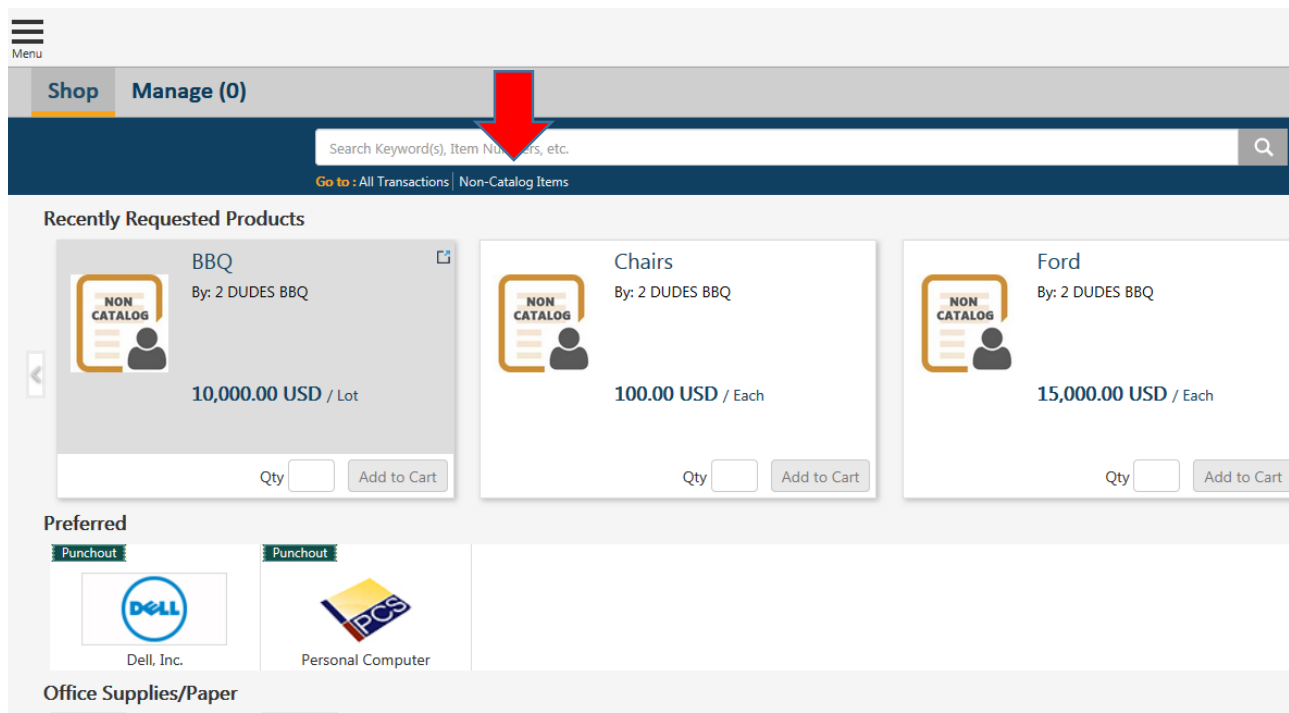 Menu
Shop Manage (0)
Search Keyword(s), Item Nu ers, etc.
Go to : All Transactions Non-Catalog Items
Recently Requested Products
BBQ
By: 2 DUDES BBQ
NON
CATALOG
10,000.00 USD / Lot
Qty Add to Cart
Chairs
By: 2 DUDES BBQ
NON
CATALOG
100.00 USD / Each
Qty Add to Cart
Ford
By: 2 DUDES BBQ
NON
CATALOG
15,000.00 USD / Each
Qty Add to Cart
Preferred
Punchout
DELL
Dell, Inc.
Punchout
PCS
Personal Computer
Office Supplies/Paper